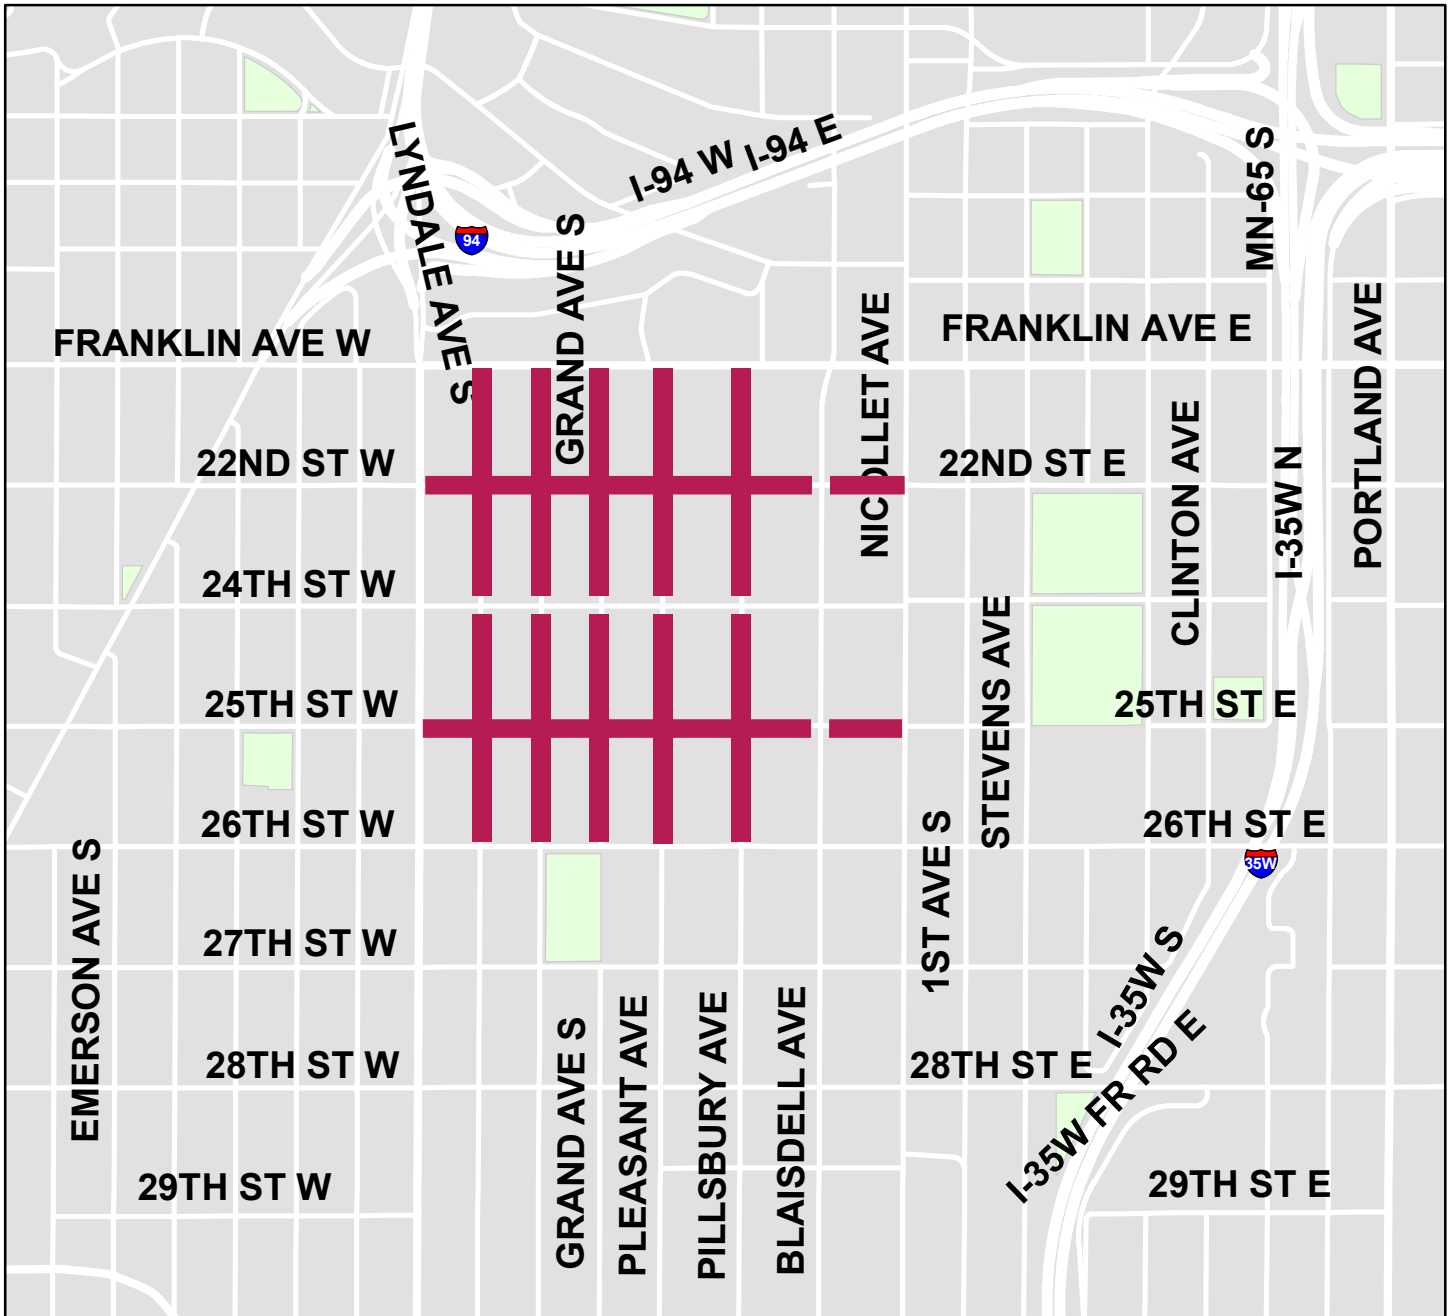 I-94 W
I-94 E
LYNDALE AVE S
94
GRAND AVE S
MN-65 S
FRANKLIN AVE W
NICOLLET AVE
FRANKLIN AVE E
PORTLAND AVE
22ND ST W
22ND ST E
CLINTON AVE
I-35W N
24TH ST W
STEVENS AVE
25TH ST W
25TH ST E
26TH ST W
26TH ST E
35W
EMERSON AVE S
1ST AVE S
27TH ST W
I-35W S
GRAND AVE S
PLEASANT AVE
PILLSBURY AVE
BLAISDELL AVE
28TH ST W
28TH ST E
I-35W FR RD E
29TH ST W
29TH ST E